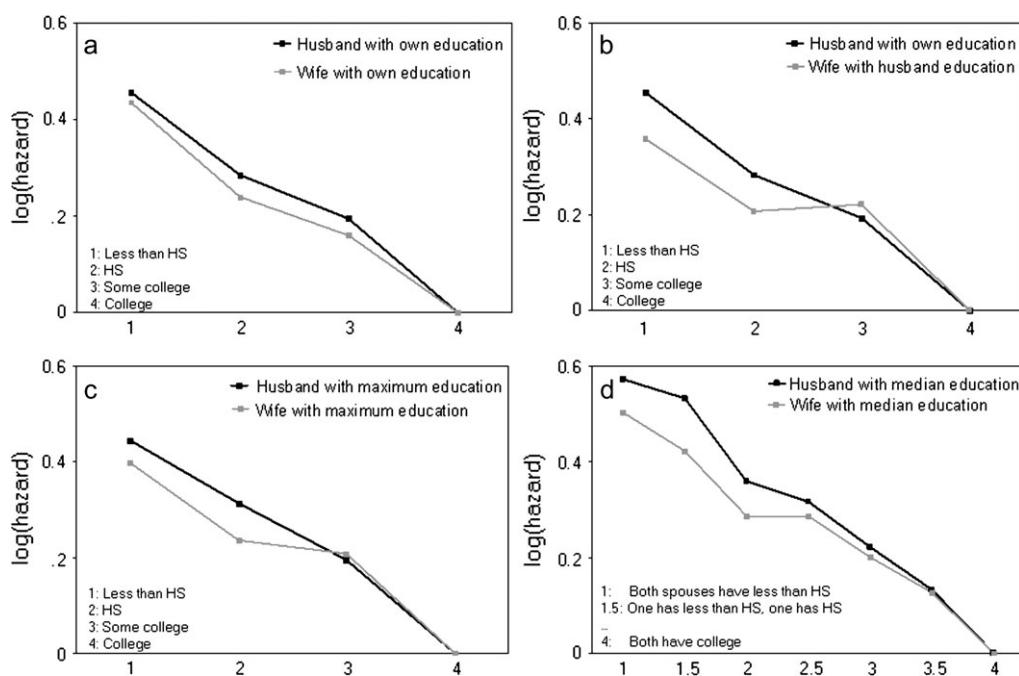 0.6
a
Husband with own education
Wife with own education
0.4
log(hazard)
.2
1: Less than HS
2: HS
3: Some college
4: College
0
1 2 3 4
0.6
b
Husband with own education
Wife with husband education
0.4
log(hazard)
0.2
1: Less than HS
2: HS
3: Some college
4: College
0
1 2 3 4
0.6
c
Husband with maximum education
Wife with maximum education
0.4
log(hazard)
0.2
1: Less than HS
2: HS
3: Some college
4: College
0
1 2 3 4
0.6
d
Husband with median education
Wife with median education
0.4
log(hazard)
0.2
1: Both spouses have less than HS
1.5: One has less than HS, one has HS
..
4: Both have college
0
1 1.5 2 2.5 3 3.5 4